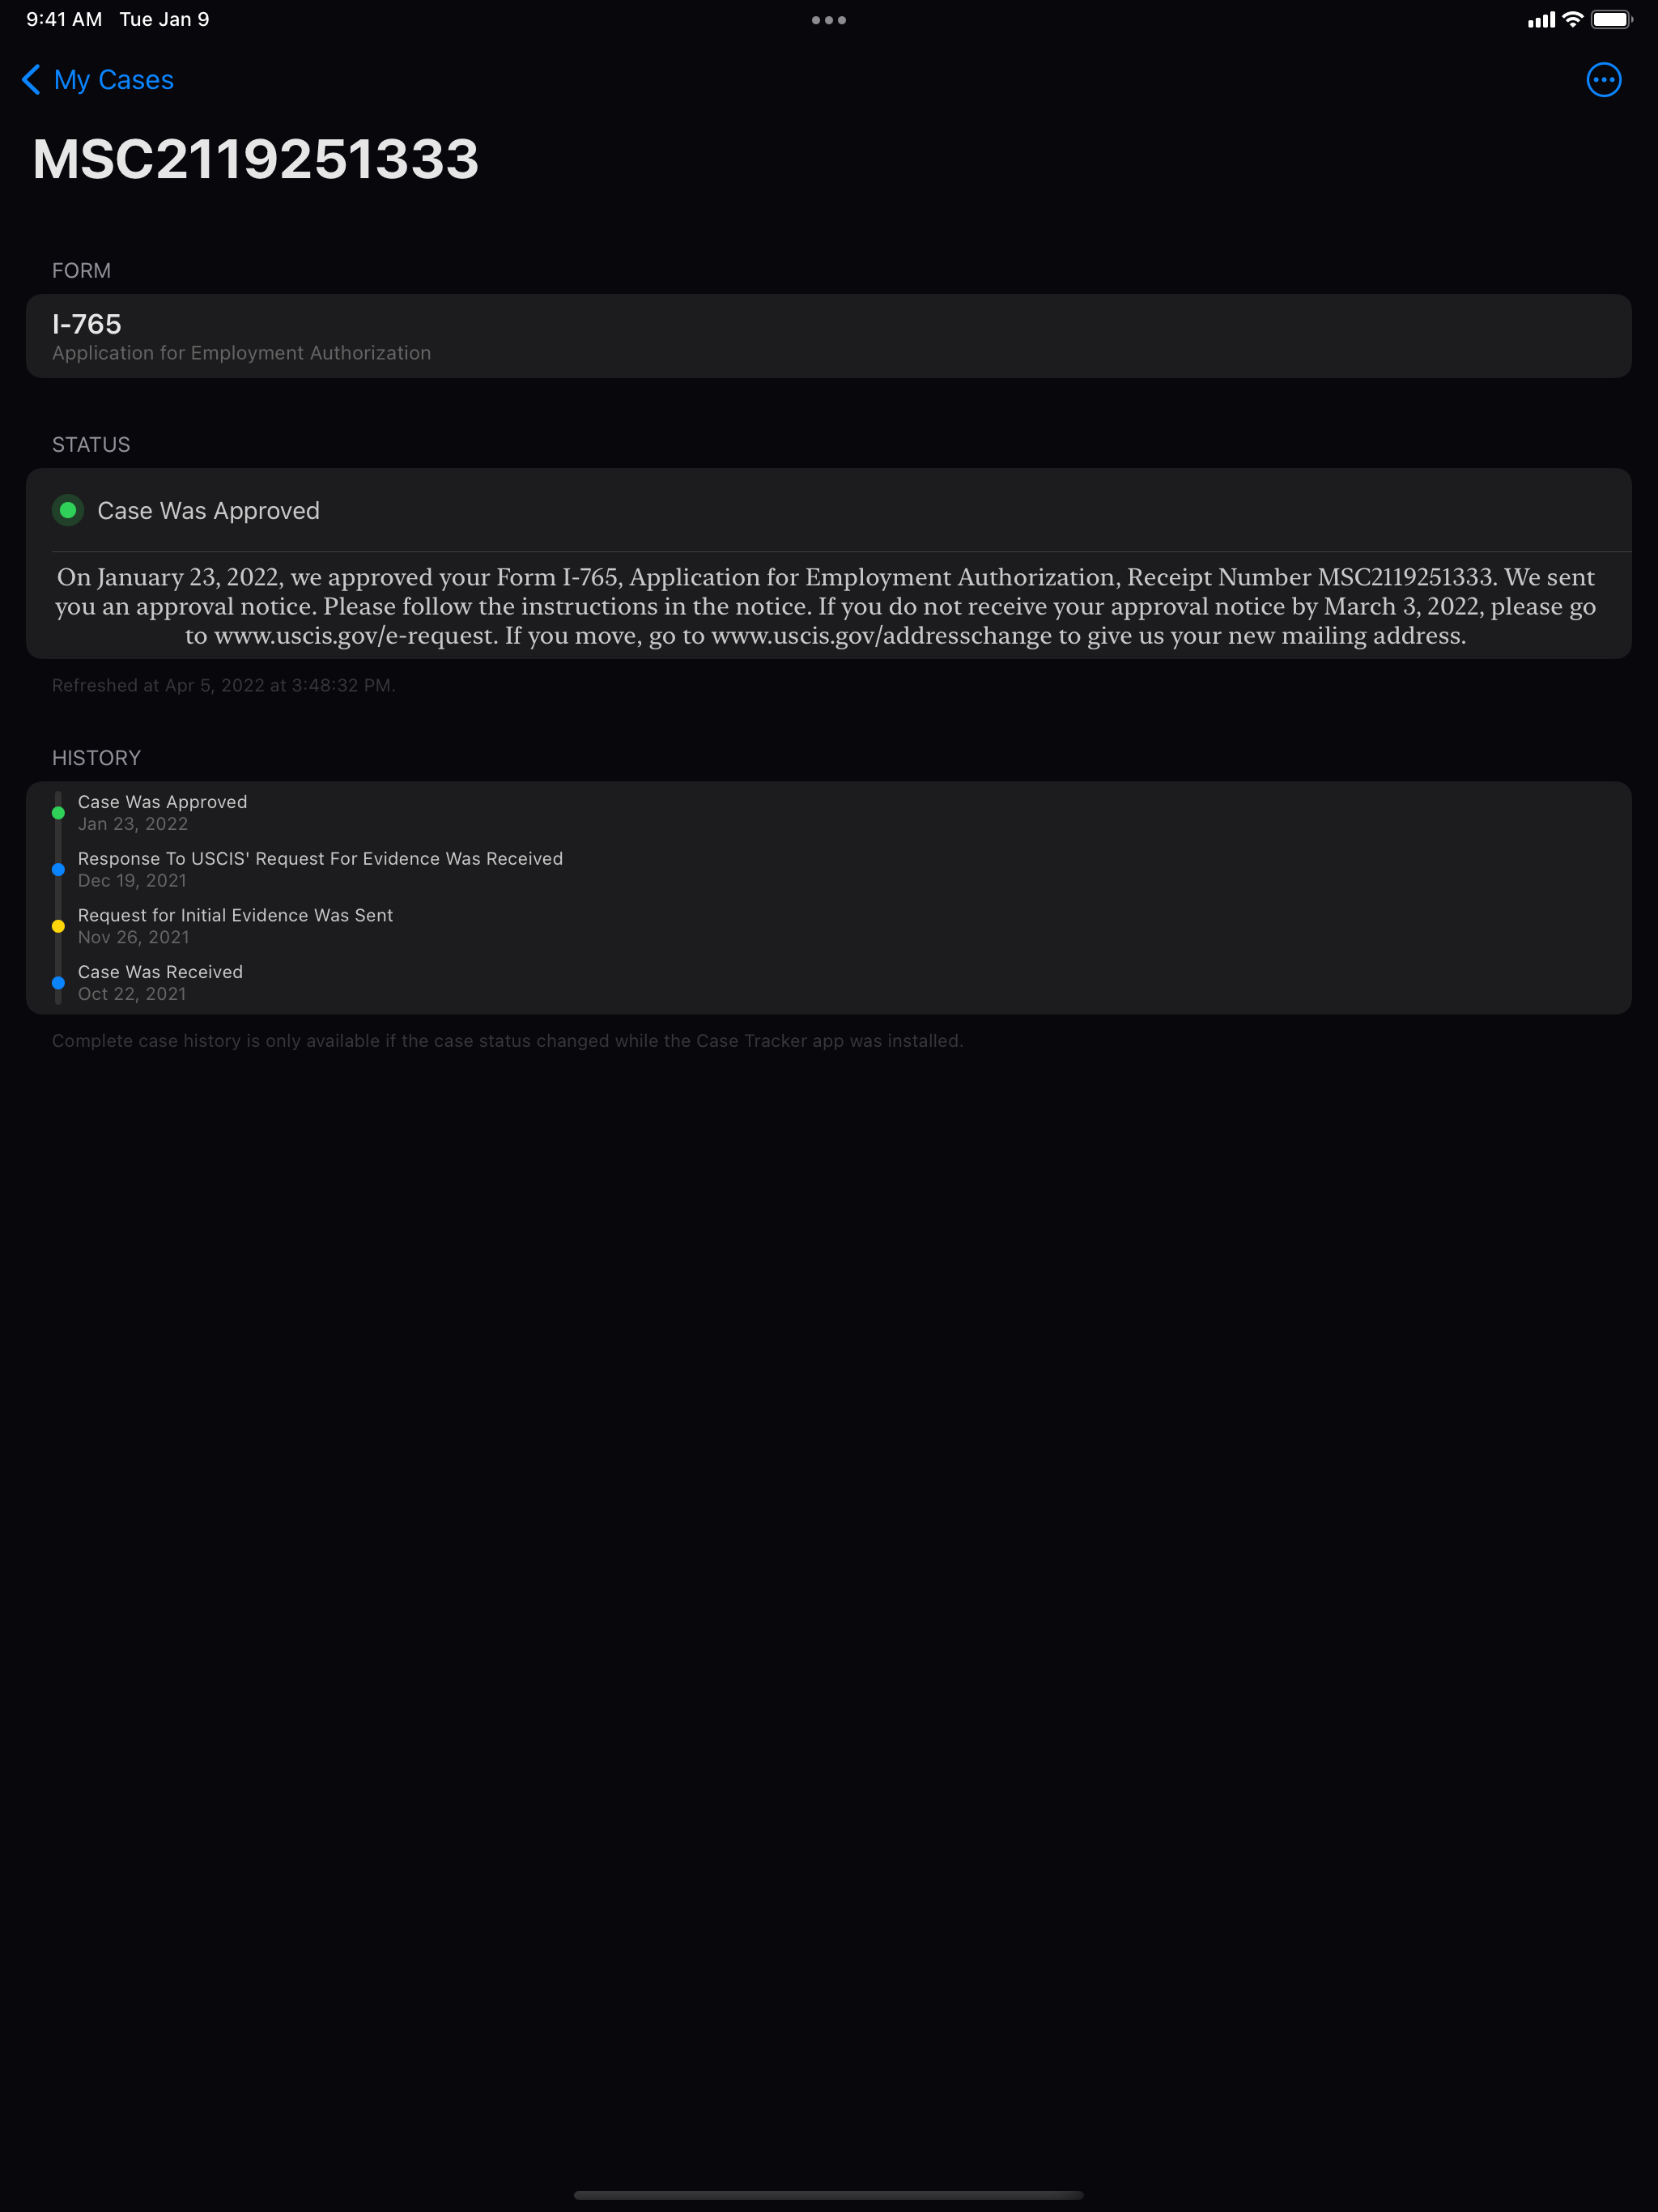 9:41 AM Tue Jan 9
My Cases
MSC2119251333
FORM
I-765
Application for Employment Authorization
STATUS
Case Was Approved
On January 23, 2022, we approved your Form I-765, Application for Employment Authorization, Receipt Number MSC2119251333. We sent
you an approval notice. Please follow the instructions in the notice. If you do not receive your approval notice by March 3, 2022, please go
to www.uscis.gov/e-request. If you move, go to www.uscis.gov/addresschange to give us your new mailing address.
Refreshed at Apr 5, 2022 at 3:48:32 PM.
HISTORY
Case Was Approved
Jan 23, 2022
Response To USCIS' Request For Evidence Was Received
Dec 19, 2021
Request for Initial Evidence Was Sent
Nov 26, 2021
Case Was Received
Oct 22, 2021
Complete case history is only available if the case status changed while the Case Tracker app was installed.